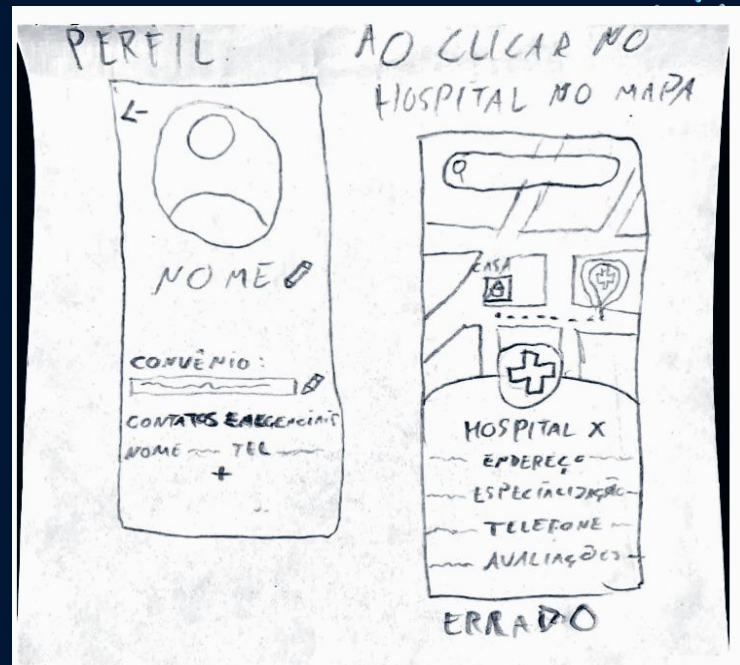 PERFIL
NOME
CONVÊNIO:
CONTATOS EMEGENCIAIS
NOME TEL
+
AO CLICAR NO
HOSPITAL NO MAPA
CASA
HOSPITAL X
ENDEREÇO
ESPECIALIZAÇÃO
TELEFONE
AVALIAÇÕES
ERRADO